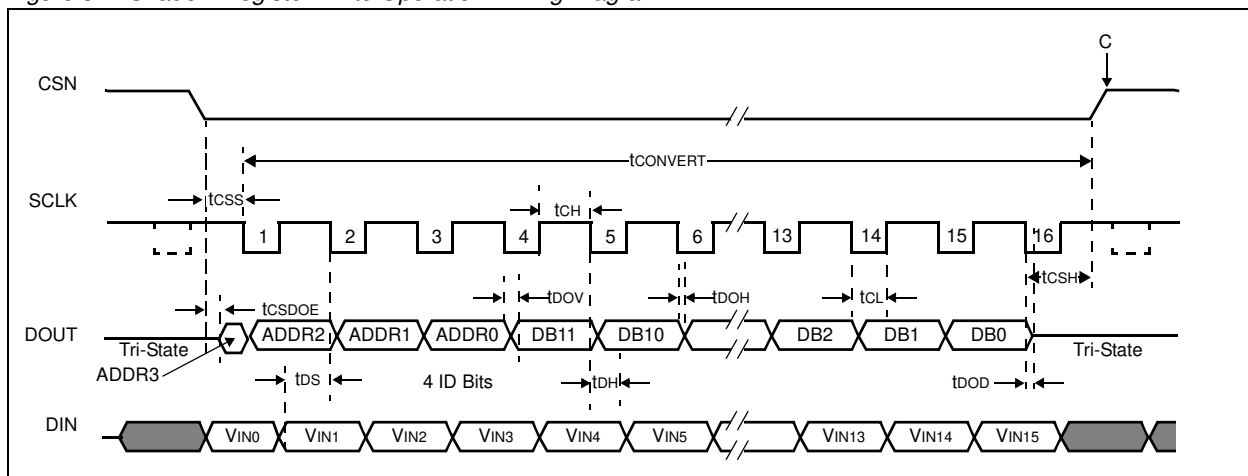 C
CSN
tCONVERT
tCSS
SCLK
tCH
1 2 3 4 5 6 13 14 15 16
tCSH
tCSDOE
tDOV
tDOH
tCL
DOUT
ADDR2 ADDR1 ADDR0 DB11 DB10 DB2 DB1 DB0
Tri-State
Tri-State
ADDR3
tDS
4 ID Bits
tDH
tDOD
DIN
VIN0 VIN1 VIN2 VIN3 VIN4 VIN5 VIN13 VIN14 VIN15